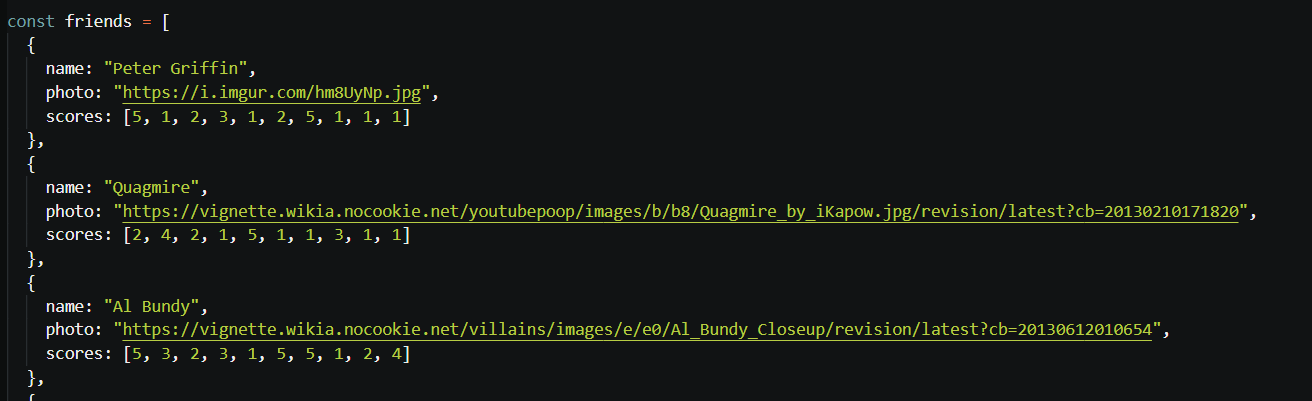 const friends = [
{
name: "Peter Griffin",
photo: "https://i.imgur.com/hm8UyNp.jpg",
scores: [5, 1, 2, 3, 1, 2, 5, 1, 1, 1]
},
{
name: "Quagmire",
photo: "https://vignette.wikia.nocookie.net/youtubepoop/images/b/b8/Quagmire_by_iKapow.jpg/revision/latest?cb=20130210171820",
scores: [2, 4, 2, 1, 5, 1, 1, 3, 1, 1]
},
{
name: "Al Bundy",
photo: "https://vignette.wikia.nocookie.net/villains/images/e/e0/Al_Bundy_Closeup/revision/latest?cb=20130612010654",
scores: [5, 3, 2, 3, 1, 5, 5, 1, 2, 4]
},
{